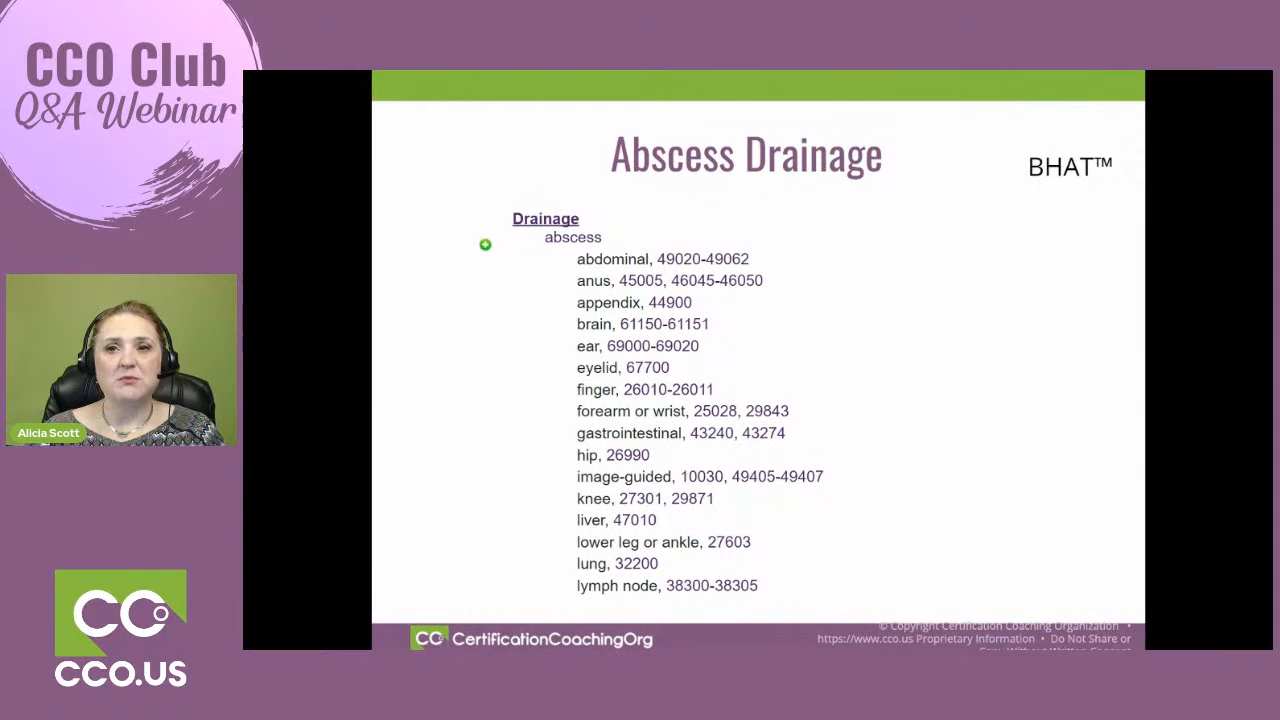 CCO Club
Q&A Webinar
Abscess Drainage
BHAT™
Drainage
abscess
abdominal, 49020-49062
anus, 45005, 46045-46050
appendix, 44900
brain, 61150-61151
ear, 69000-69020
eyelid, 67700
finger, 26010-26011
forearm or wrist, 25028, 29843
gastrointestinal, 43240, 43274
hip, 26990
image-guided, 10030, 49405-49407
knee, 27301, 29871
liver, 47010
lower leg or ankle, 27603
lung, 32200
lymph node, 38300-38305
Alicia Scott
CCO
CCO.US
CCO CertificationCoachingOrg
© Copyright Certification Coaching Organization •
https://www.cco.us Proprietary Information • Do Not Share or